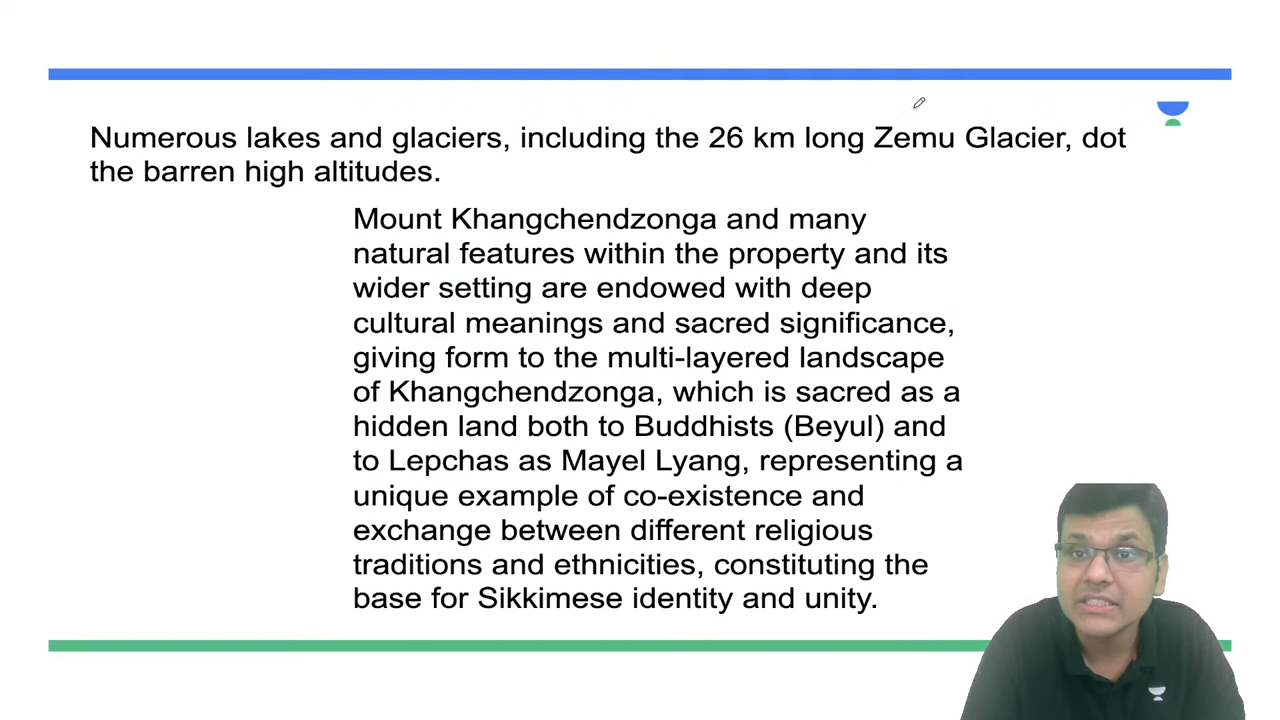 Numerous lakes and glaciers, including the 26 km long Zemu Glacier, dot
the barren high altitudes.
Mount Khangchendzonga and many
natural features within the property and its
wider setting are endowed with deep
cultural meanings and sacred significance,
giving form to the multi-layered landscape
of Khangchendzonga, which is sacred as a
hidden land both to Buddhists (Beyul) and
to Lepchas as Mayel Lyang, representing a
unique example of co-existence and
exchange between different religious
traditions and ethnicities, constituting the
base for Sikkimese identity and unity.